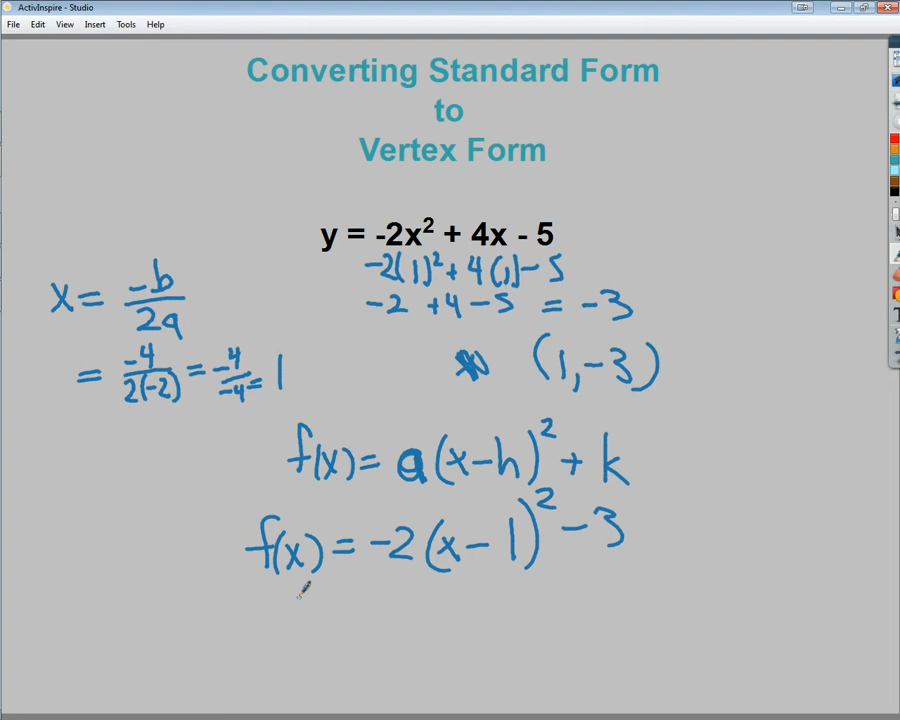 ActivInspire - Studio
File Edit View Insert Tools Help
Converting Standard Form
to
Vertex Form
y = -2x² + 4x - 5
-2(1)² + 4(1) - 5
-2 + 4 - 5 = -3
x = -b/2a
= -4/2(-2) = -4/-4 = 1
(1, -3)
f(x) = a(x-h)² + k
f(x) = -2(x-1)² - 3